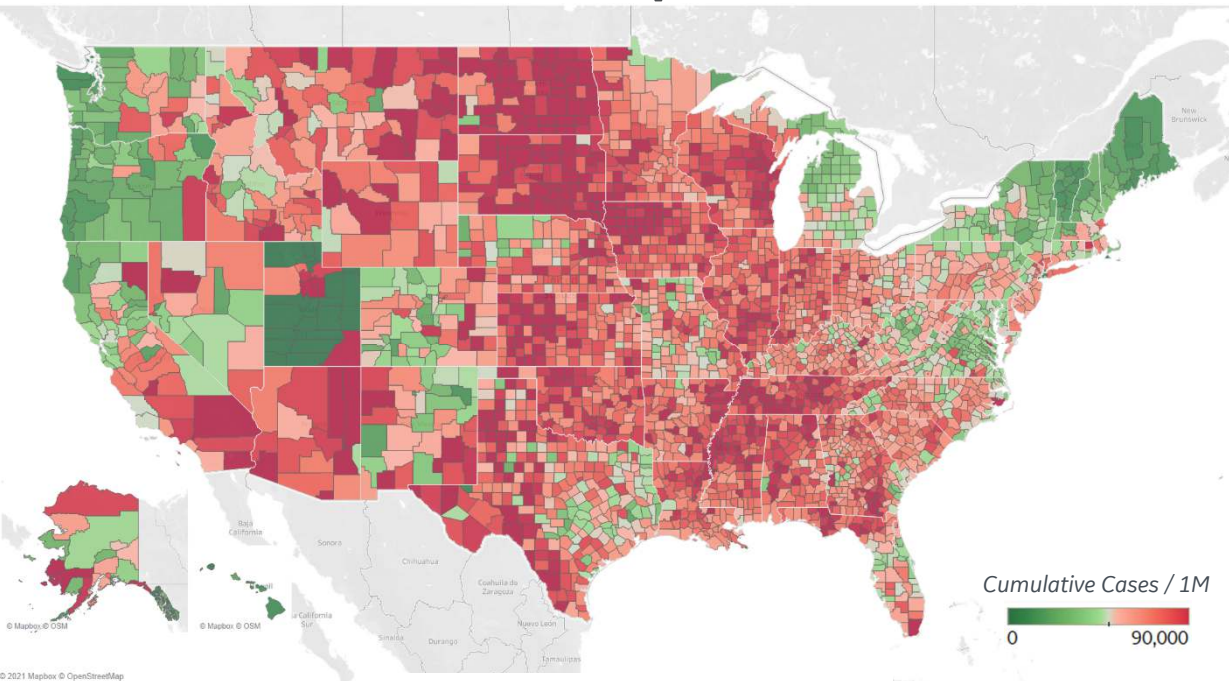 New
Brunswick
Baja
California
Sonora
Chihuahua
Coahuila de
Zaragoza
Cumulative Cases / 1M
0
90,000
© Mapbox © OSM
© Mapbox © OSM
a California
Sur
Sinaloa
Durango
Nuevo León
Tamaulipas
© 2021 Mapbox © OpenStreetMap